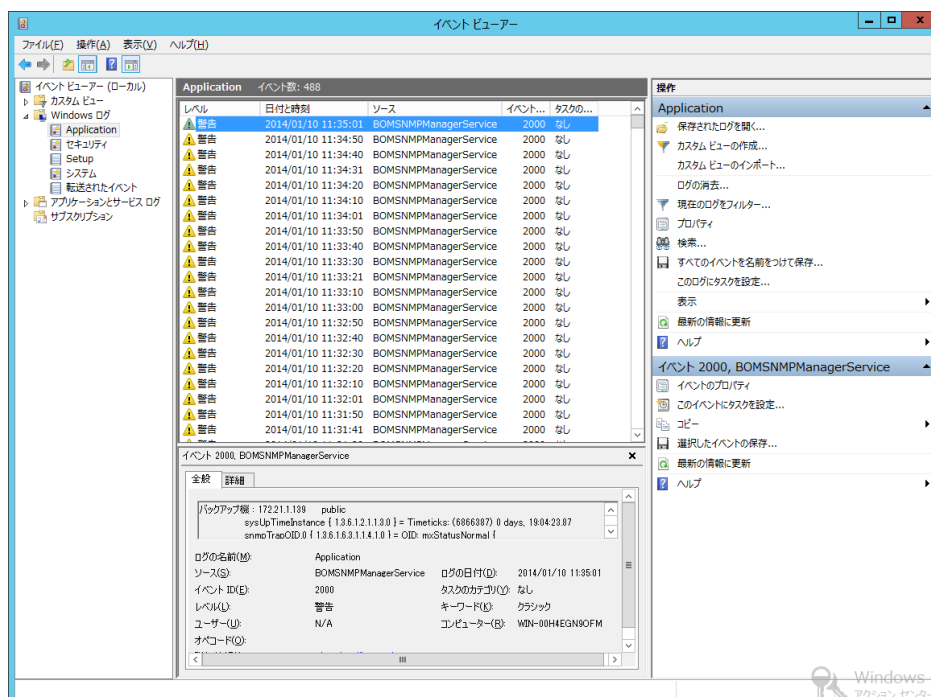 イベント ビューアー
ファイル(F) 操作(A) 表示(V) ヘルプ(H)
イベント ビューアー (ローカル)
カスタム ビュー
Windows ログ
Application
セキュリティ
Setup
システム
転送されたイベント
アプリケーションとサービス ログ
サブスクリプション
Application イベント数: 488
レベル 日付と時刻 ソース イベント... タスクの...
警告 2014/01/10 11:35:01 BOMSNMPManagerService 2000 なし
警告 2014/01/10 11:34:50 BOMSNMPManagerService 2000 なし
警告 2014/01/10 11:34:40 BOMSNMPManagerService 2000 なし
警告 2014/01/10 11:34:31 BOMSNMPManagerService 2000 なし
警告 2014/01/10 11:34:20 BOMSNMPManagerService 2000 なし
警告 2014/01/10 11:34:10 BOMSNMPManagerService 2000 なし
警告 2014/01/10 11:34:01 BOMSNMPManagerService 2000 なし
警告 2014/01/10 11:33:50 BOMSNMPManagerService 2000 なし
警告 2014/01/10 11:33:40 BOMSNMPManagerService 2000 なし
警告 2014/01/10 11:33:30 BOMSNMPManagerService 2000 なし
警告 2014/01/10 11:33:21 BOMSNMPManagerService 2000 なし
警告 2014/01/10 11:33:10 BOMSNMPManagerService 2000 なし
警告 2014/01/10 11:33:00 BOMSNMPManagerService 2000 なし
警告 2014/01/10 11:32:50 BOMSNMPManagerService 2000 なし
警告 2014/01/10 11:32:40 BOMSNMPManagerService 2000 なし
警告 2014/01/10 11:32:30 BOMSNMPManagerService 2000 なし
警告 2014/01/10 11:32:20 BOMSNMPManagerService 2000 なし
警告 2014/01/10 11:32:10 BOMSNMPManagerService 2000 なし
警告 2014/01/10 11:32:01 BOMSNMPManagerService 2000 なし
警告 2014/01/10 11:31:50 BOMSNMPManagerService 2000 なし
警告 2014/01/10 11:31:41 BOMSNMPManagerService 2000 なし
イベント 2000, BOMSNMPManagerService
全般 詳細
バックアップ機 : 172.21.1.139 public
sysUpTimeInstance { 1.3.6.1.2.1.1.3.0 } = Timeticks: (6866387) 0 days, 19:04:23.87
snmpTrapOID.0 { 1.3.6.1.6.3.1.1.4.1.0 } = OID: mxStatusNormal {
ログの名前(M): Application
ソース(S): BOMSNMPManagerService ログの日付(D): 2014/01/10 11:35:01
イベント ID(E): 2000 タスクのカテゴリ(Y): なし
レベル(L): 警告 キーワード(K): クラシック
ユーザー(U): N/A コンピューター(R): WIN-00H4EGN9OFM
オペコード(O):
操作
Application
保存されたログを開く...
カスタム ビューの作成...
カスタム ビューのインポート...
ログの消去...
現在のログをフィルター...
プロパティ
検索...
すべてのイベントを名前をつけて保存...
このログにタスクを設定...
表示
最新の情報に更新
ヘルプ
イベント 2000, BOMSNMPManagerService
イベントのプロパティ
このイベントにタスクを設定...
コピー
選択したイベントの保存...
最新の情報に更新
ヘルプ
Windows
アクション センター